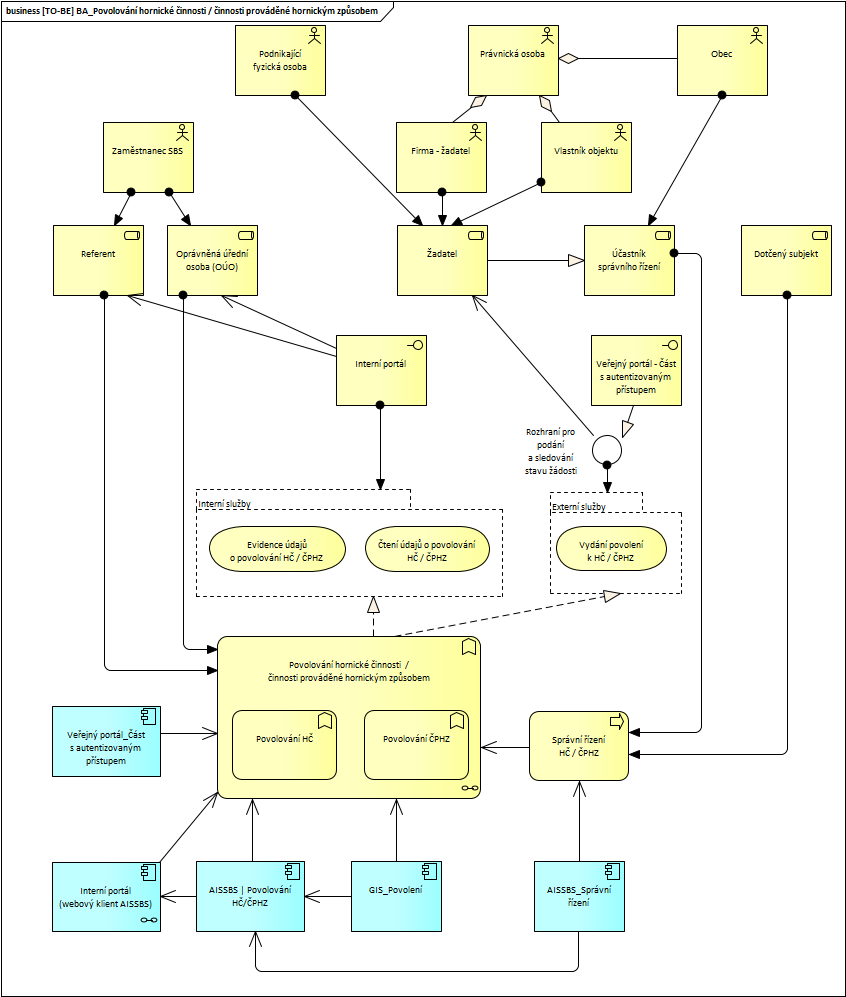 business [TO-BE] BA_Povolování hornické činnosti / činnosti prováděné hornickým způsobem
Podnikající
fyzická osoba
Právnická osoba
Obec
Zaměstnanec SBS
Firma - žadatel
Vlastník objektu
Referent
Oprávněná úřední
osoba (OÚO)
Žadatel
Účastník
správního řízení
Dotčený subjekt
Interní portál
Veřejný portál - Část
s autentizovaným
přístupem
Rozhraní pro
podání
a sledování
stavu žádosti
Interní služby
Externí služby
Evidence údajů
o povolování HČ / ČPHZ
Čtení údajů o povolování
HČ / ČPHZ
Vydání povolení
k HČ / ČPHZ
Povolování hornické činnosti /
činnosti prováděné hornickým způsobem
Povolování HČ
Povolování ČPHZ
Veřejný portál_Část
s autentizovaným
přístupem
Správní řízení
HČ / ČPHZ
Interní portál
(webový klient AISSBS)
AISSBS | Povolování
HČ/ČPHZ
GIS_Povolení
AISSBS_Správní
řízení